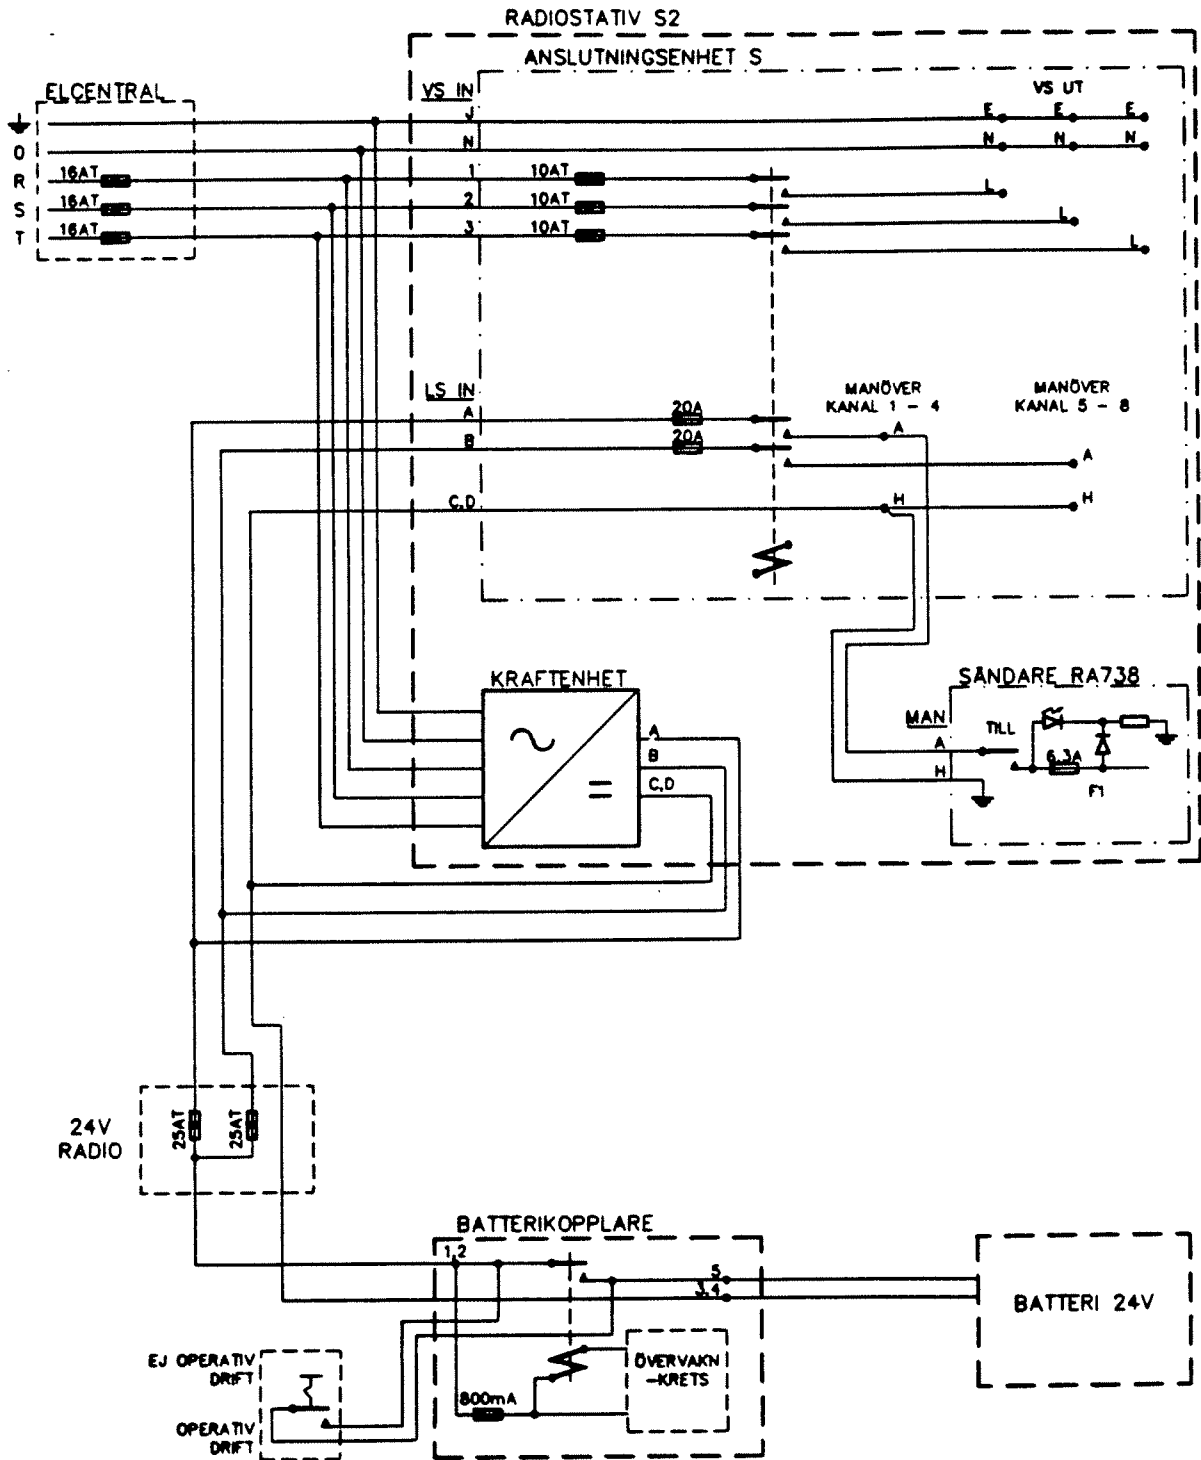 RADIOSTATIV S2
ANSLUTNINGSENHET S
ELCENTRAL
VS IN
VS UT
J
E
E
E
O
N
N
N
N
R
16AT
1
10AT
L
S
16AT
2
10AT
L
T
16AT
3
10AT
L
LS IN
MANÖVER
KANAL 1 - 4
MANÖVER
KANAL 5 - 8
A
20A
A
B
20A
A
C,D
H
H
KRAFTENHET
SÄNDARE RA738
A
B
C,D
MAN
TILL
A
6.3A
H
F1
24V
RADIO
25AT
25AT
BATTERIKOPPLARE
1,2
5
3,4
BATTERI 24V
EJ OPERATIV
DRIFT
OPERATIV
DRIFT
800mA
ÖVERVAKN
-KRETS